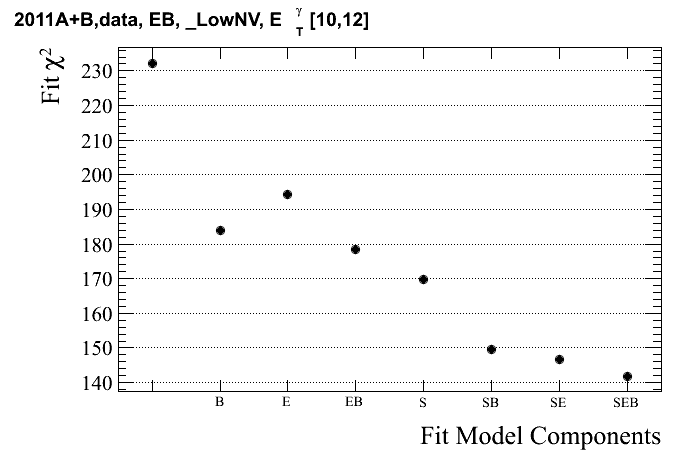 2011A+B,data, EB, _LowNV, E γ T [10,12]
Fit χ²
230
220
210
200
190
180
170
160
150
140
B E EB S SB SE SEB
Fit Model Components